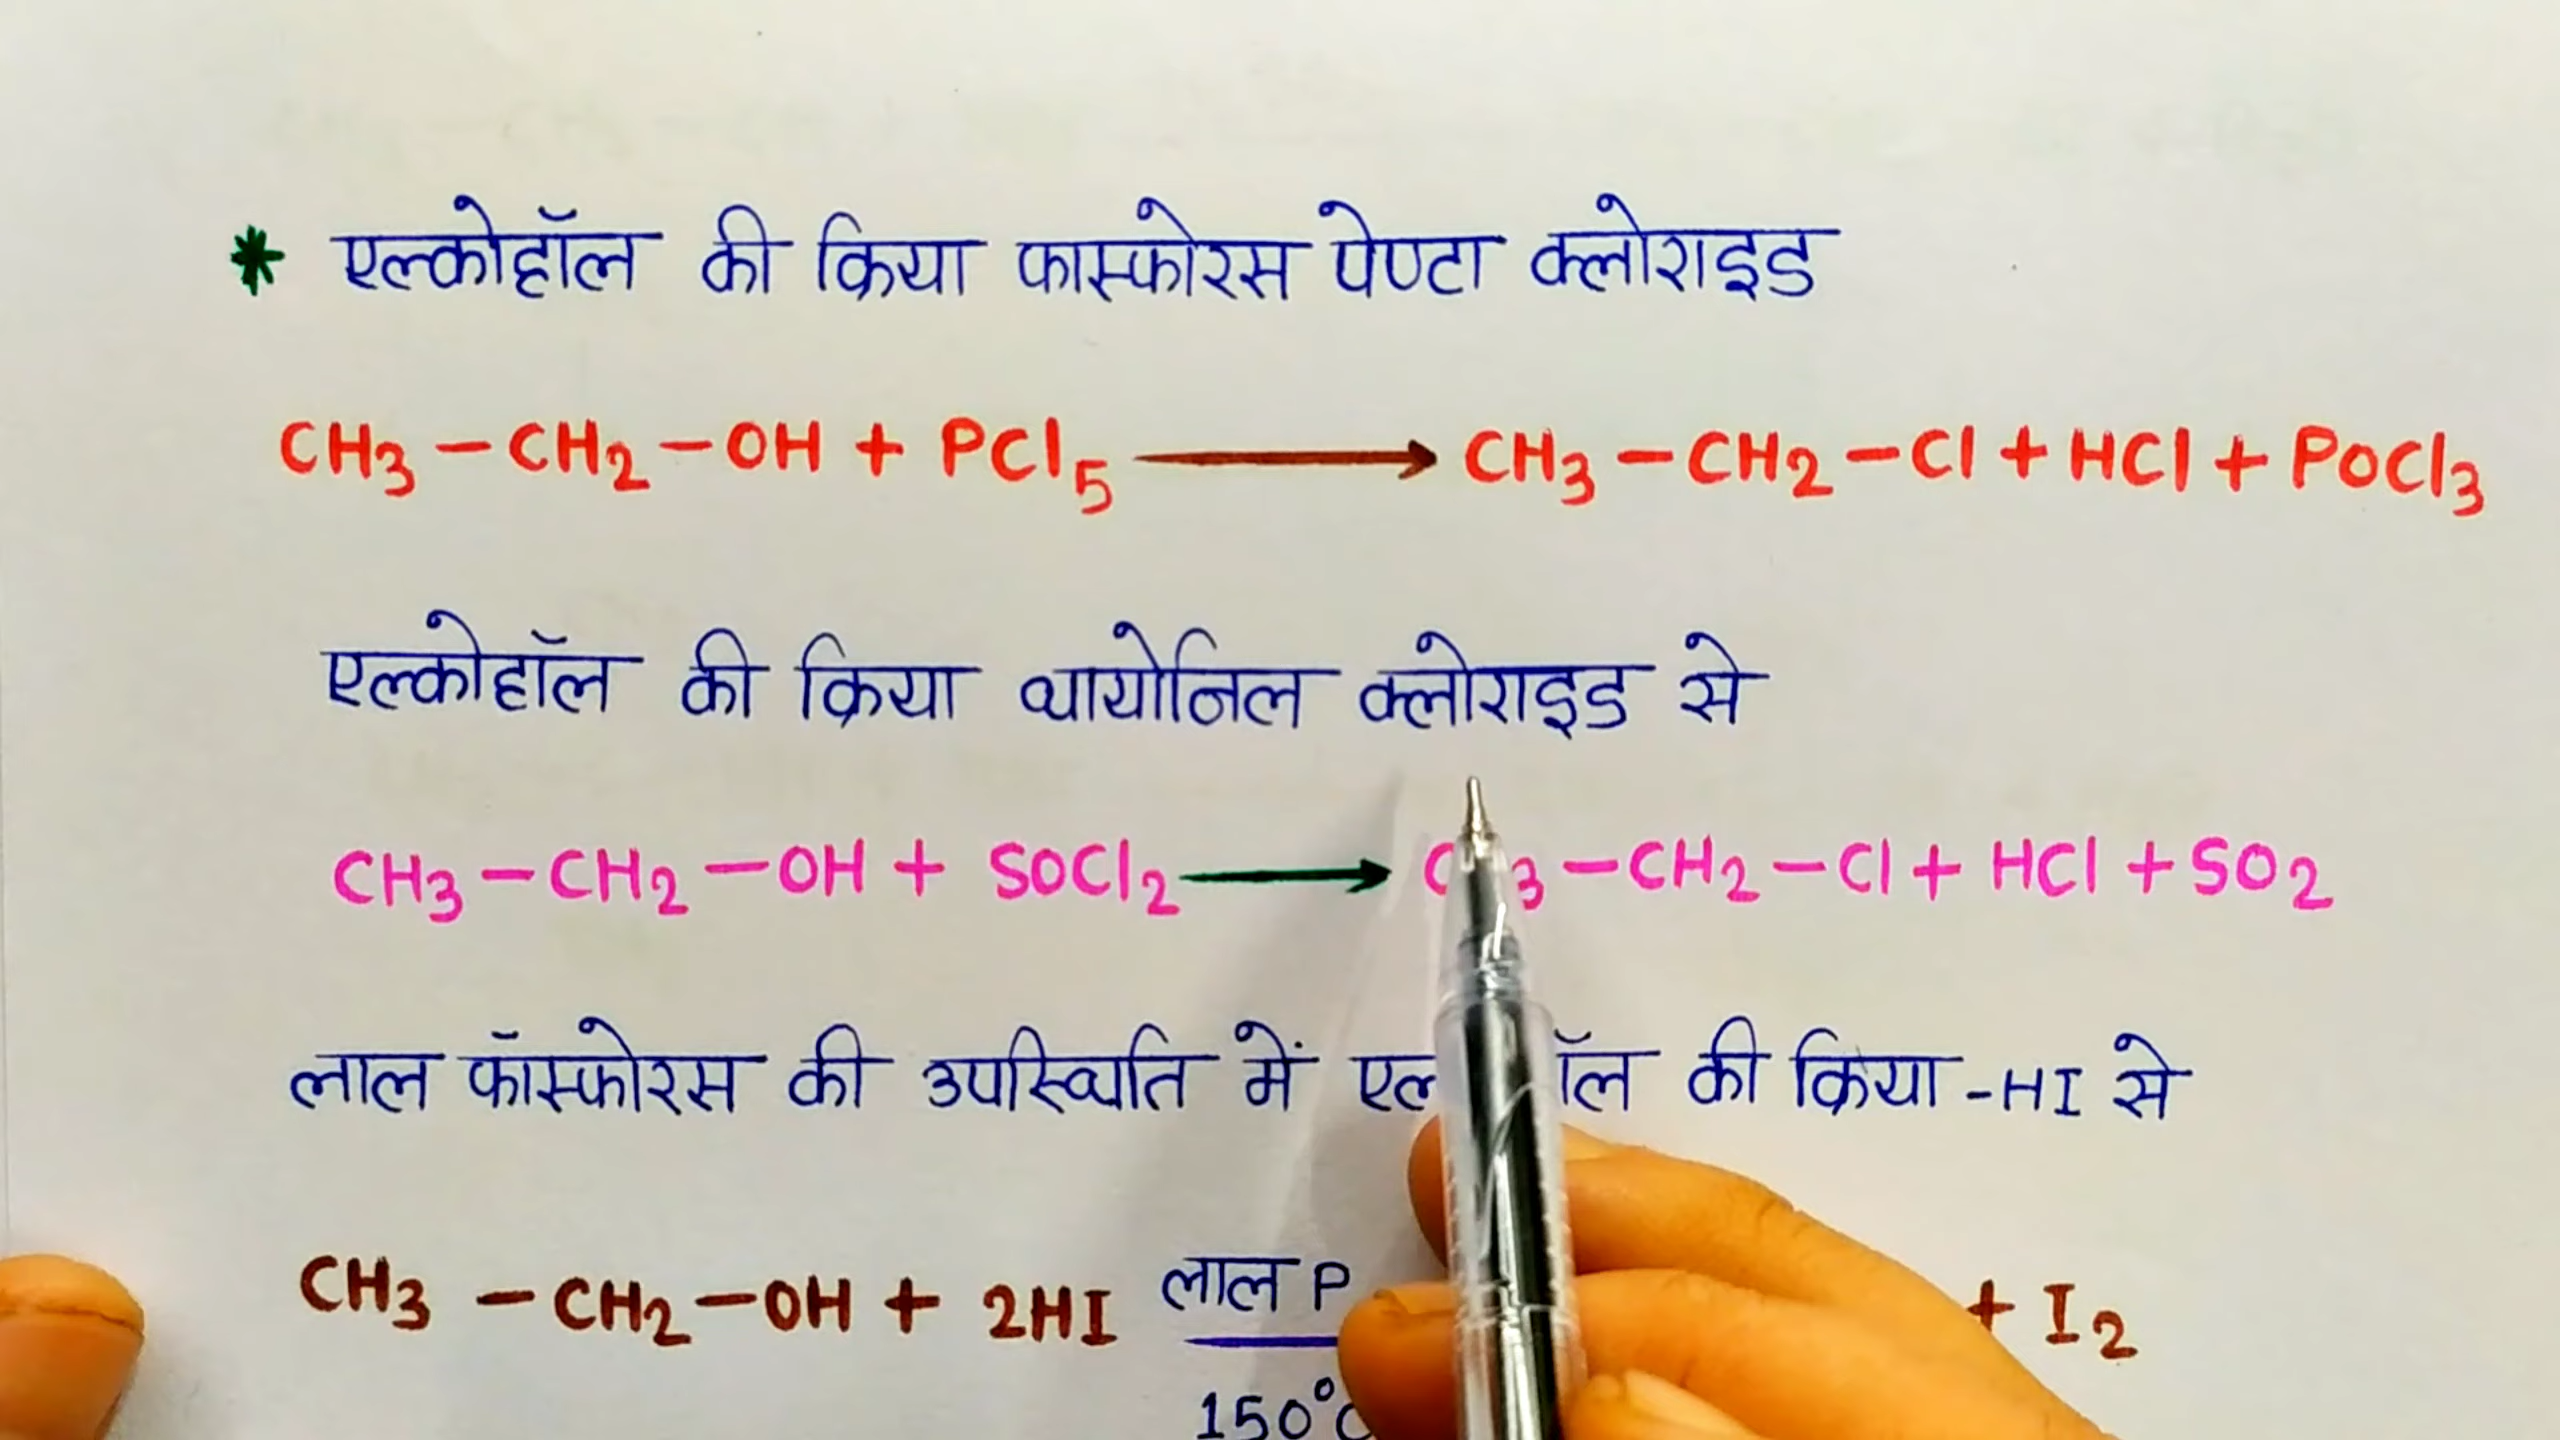 * एल्कोहॉल की क्रिया फास्फोरस पेण्टा क्लोराइड
CH₃ – CH₂ – OH + PCl₅ ⟶ CH₃ – CH₂ – Cl + HCl + POCl₃
एल्कोहॉल की क्रिया थायोनिल क्लोराइड से
CH₃ – CH₂ – OH + SOCl₂ ⟶ C ₃ – CH₂ – Cl + HCl + SO₂
लाल फॉस्फोरस की उपस्थिति में की क्रिया - HI से
CH₃ – CH₂ – OH + 2HI लाल P + I₂
150°C